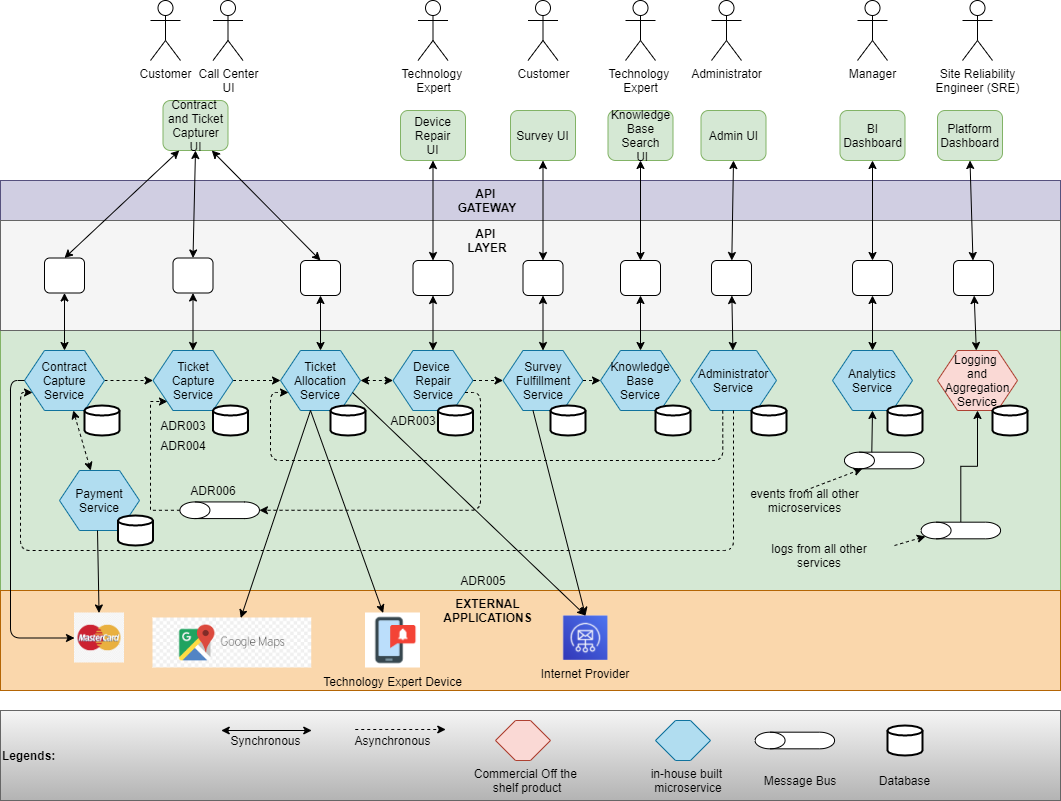 Customer
Call Center
UI
Technology
Expert
Customer
Technology
Expert
Administrator
Manager
Site Reliability
Engineer (SRE)
Contract
and Ticket
Capturer
UI
Device
Repair
UI
Survey UI
Knowledge
Base
Search
UI
Admin UI
BI
Dashboard
Platform
Dashboard
API
GATEWAY
API
LAYER
Contract
Capture
Service
Ticket
Capture
Service
Ticket
Allocation
Service
Device
Repair
Service
Survey
Fulfillment
Service
Knowledge
Base
Service
Administrator
Service
Analytics
Service
Logging
and
Aggregation
Service
ADR003
ADR004
ADR003
Payment
Service
ADR006
events from all other
microservices
logs from all other
services
ADR005
EXTERNAL
APPLICATIONS
MasterCard
G
Google Maps
Technology Expert Device
Internet Provider
Legends:
Synchronous
Asynchronous
Commercial Off the
shelf product
in-house built
microservice
Message Bus
Database